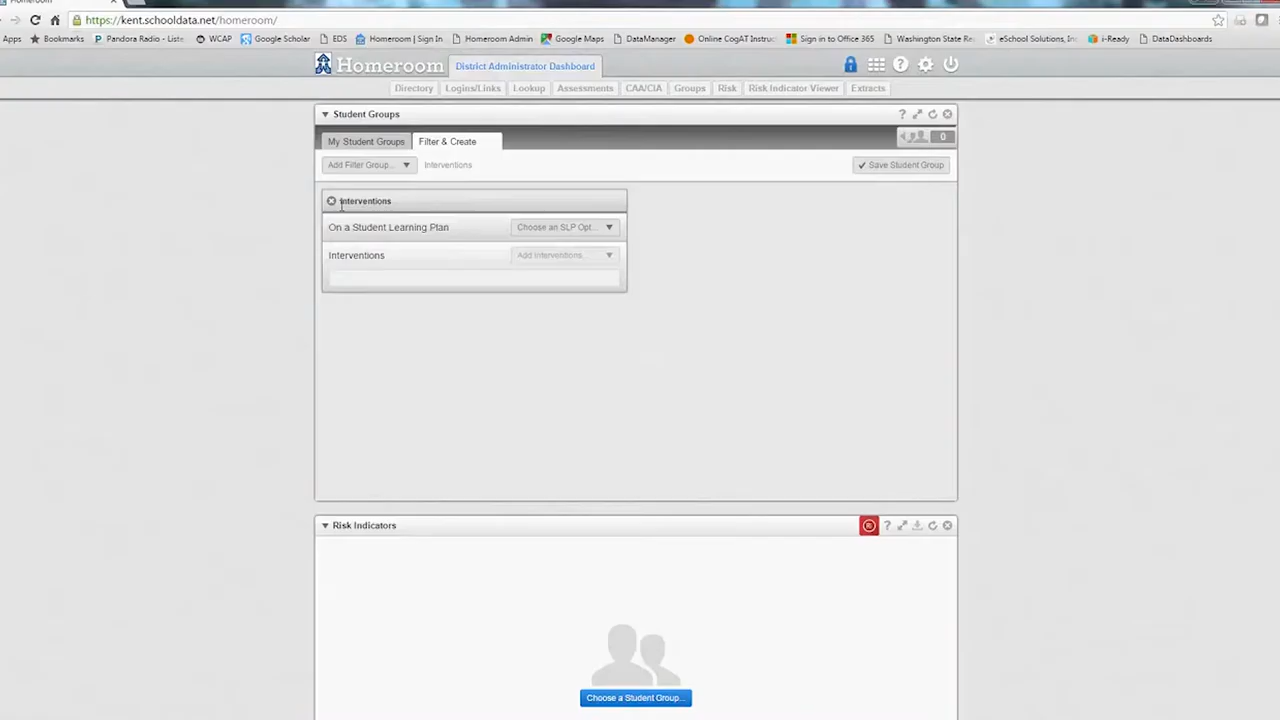 Homeroom
https://kent.schooldata.net/homeroom/
Apps Bookmarks Pandora Radio - Liste WCAP Google Scholar EDS Homeroom | Sign In Homeroom Admin Google Maps DataManager Online CogAT Instruc Sign in to Office 365 Washington State Re eSchool Solutions, Inc i-Ready DataDashboards
Homeroom District Administrator Dashboard
Directory Logins/Links Lookup Assessments CAA/CIA Groups Risk Risk Indicator Viewer Extracts
Student Groups
My Student Groups Filter & Create 0
Add Filter Group... Interventions Save Student Group
Interventions
On a Student Learning Plan Choose an SLP Opt...
Interventions Add Interventions...
Risk Indicators
Choose a Student Group...